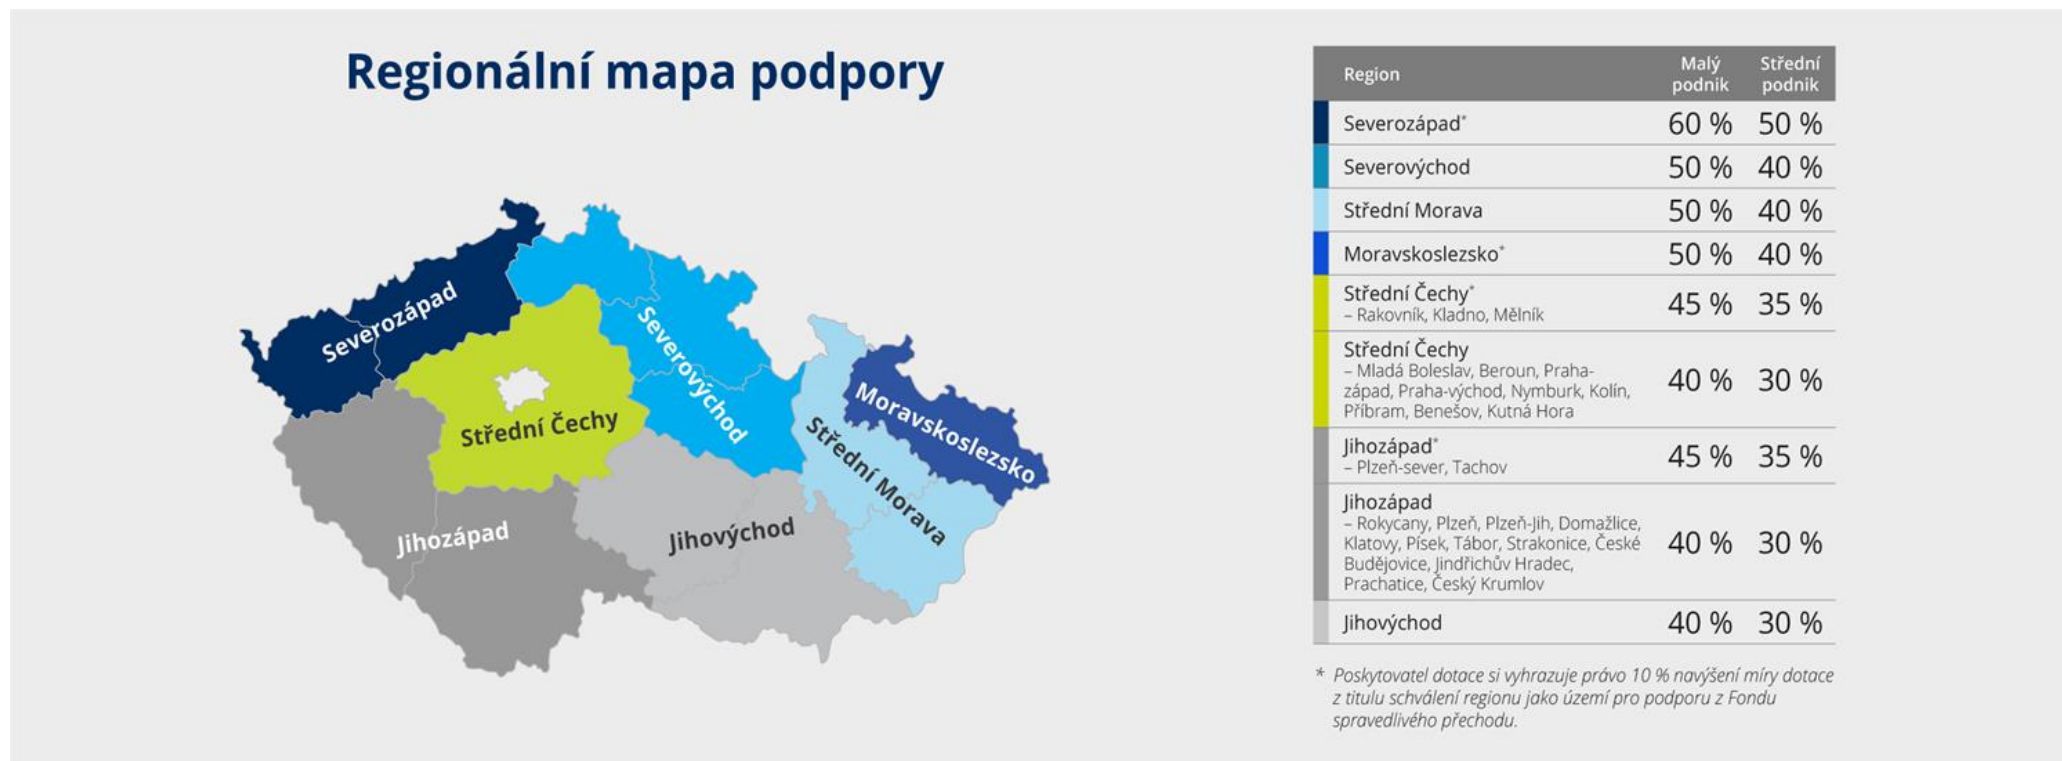 Regionální mapa podpory
Severozápad
Severovýchod
Střední Čechy
Moravskoslezsko
Střední Morava
Jihozápad
Jihovýchod
Region Malý podnik Střední podnik
Severozápad* 60 % 50 %
Severovýchod 50 % 40 %
Střední Morava 50 % 40 %
Moravskoslezsko* 50 % 40 %
Střední Čechy*
– Rakovník, Kladno, Mělník
45 % 35 %
Střední Čechy
– Mladá Boleslav, Beroun, Praha-
západ, Praha-východ, Nymburk, Kolín,
Příbram, Benešov, Kutná Hora
40 % 30 %
Jihozápad*
– Plzeň-sever, Tachov
45 % 35 %
Jihozápad
– Rokycany, Plzeň, Plzeň-Jih, Domažlice,
Klatovy, Písek, Tábor, Strakonice, České
Budějovice, Jindřichův Hradec,
Prachatice, Český Krumlov
40 % 30 %
Jihovýchod 40 % 30 %
* Poskytovatel dotace si vyhrazuje právo 10 % navýšení míry dotace
z titulu schválení regionu jako území pro podporu z Fondu
spravedlivého přechodu.